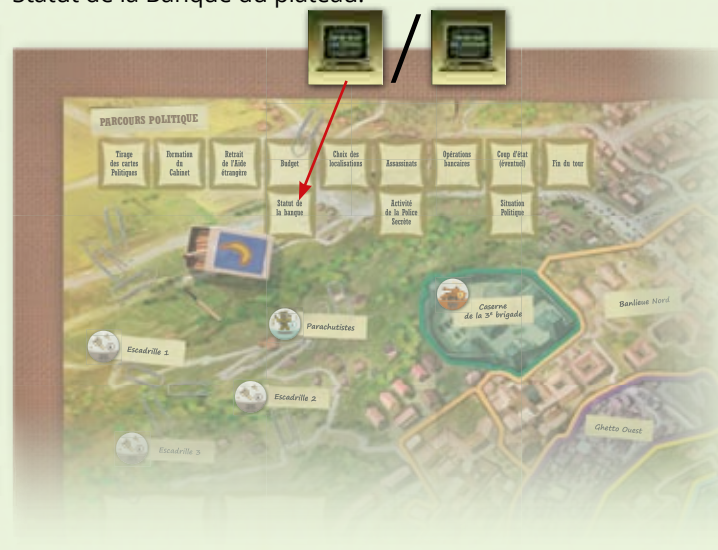 Statut de la Banque du plateau.
/
PARCOURS POLITIQUE
Tirage
des cartes
Politiques
Formation
du
Cabinet
Retrait
de l'Aide
étrangère
Budget
Choix des
localisations
Assassinats
Opérations
bancaires
Coup d'état
(éventuel)
Fin du tour
Statut de
la banque
Activité
de la Police
Secrète
Situation
Politique
Caserne
de la 3e brigade
Banlieue Nord
Parachutistes
Escadrille 1
Escadrille 2
Ghetto Ouest
Escadrille 3